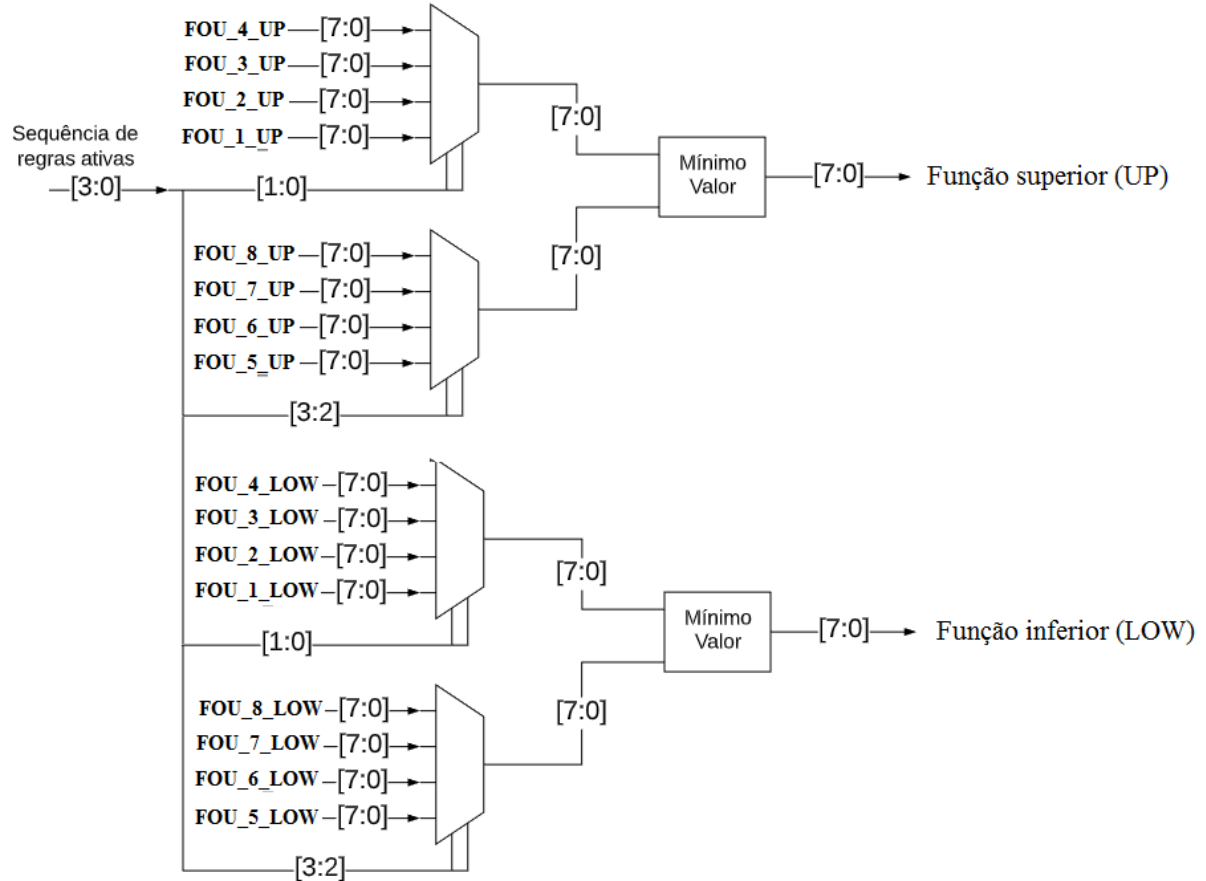 FOU_4_UP [7:0]
FOU_3_UP [7:0]
FOU_2_UP [7:0]
FOU_1_UP [7:0]
Sequência de
regras ativas
[3:0]
[1:0]
[7:0]
Mínimo
Valor
[7:0]
Função superior (UP)
FOU_8_UP [7:0]
FOU_7_UP [7:0]
FOU_6_UP [7:0]
FOU_5_UP [7:0]
[7:0]
[3:2]
FOU_4_LOW [7:0]
FOU_3_LOW [7:0]
FOU_2_LOW [7:0]
FOU_1_LOW [7:0]
[1:0]
[7:0]
Mínimo
Valor
[7:0]
Função inferior (LOW)
FOU_8_LOW [7:0]
FOU_7_LOW [7:0]
FOU_6_LOW [7:0]
FOU_5_LOW [7:0]
[7:0]
[3:2]